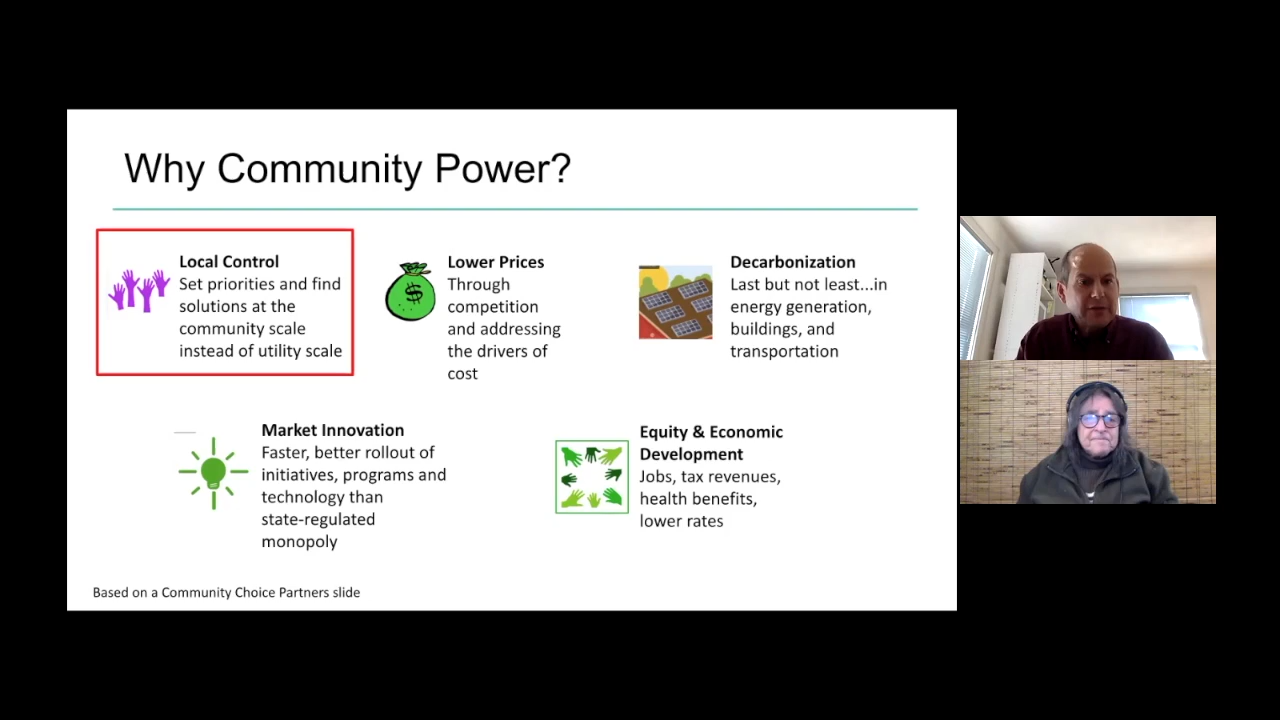 Why Community Power?
Local Control
Set priorities and find
solutions at the
community scale
instead of utility scale
Lower Prices
Through
competition
and addressing
the drivers of
cost
Decarbonization
Last but not least...in
energy generation,
buildings, and
transportation
Market Innovation
Faster, better rollout of
initiatives, programs and
technology than
state-regulated
monopoly
Equity & Economic
Development
Jobs, tax revenues,
health benefits,
lower rates
Based on a Community Choice Partners slide